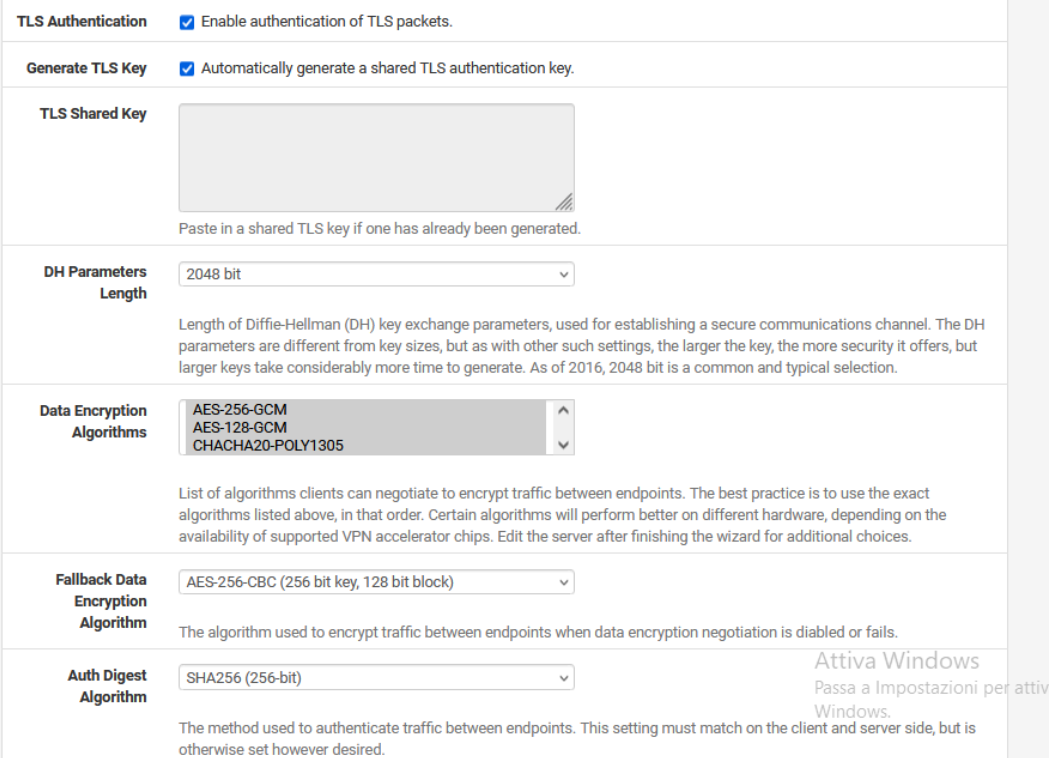 TLS Authentication
Enable authentication of TLS packets.
Generate TLS Key
Automatically generate a shared TLS authentication key.
TLS Shared Key
Paste in a shared TLS key if one has already been generated.
DH Parameters
Length
2048 bit
Length of Diffie-Hellman (DH) key exchange parameters, used for establishing a secure communications channel. The DH
parameters are different from key sizes, but as with other such settings, the larger the key, the more security it offers, but
larger keys take considerably more time to generate. As of 2016, 2048 bit is a common and typical selection.
Data Encryption
Algorithms
AES-256-GCM
AES-128-GCM
CHACHA20-POLY1305
List of algorithms clients can negotiate to encrypt traffic between endpoints. The best practice is to use the exact
algorithms listed above, in that order. Certain algorithms will perform better on different hardware, depending on the
availability of supported VPN accelerator chips. Edit the server after finishing the wizard for additional choices.
Fallback Data
Encryption
Algorithm
AES-256-CBC (256 bit key, 128 bit block)
The algorithm used to encrypt traffic between endpoints when data encryption negotiation is diabled or fails.
Auth Digest
Algorithm
SHA256 (256-bit)
The method used to authenticate traffic between endpoints. This setting must match on the client and server side, but is
otherwise set however desired.
Attiva Windows
Passa a Impostazioni per attiv
Windows.